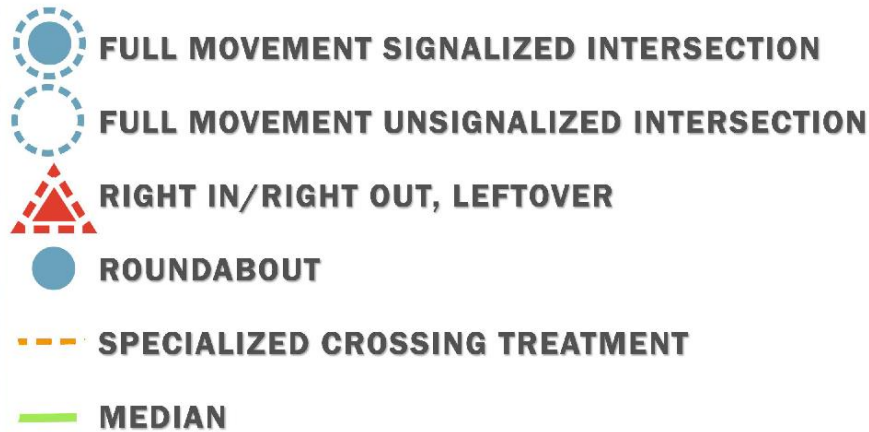 FULL MOVEMENT SIGNALIZED INTERSECTION
FULL MOVEMENT UNSIGNALIZED INTERSECTION
RIGHT IN/RIGHT OUT, LEFTOVER
ROUNDABOUT
SPECIALIZED CROSSING TREATMENT
MEDIAN